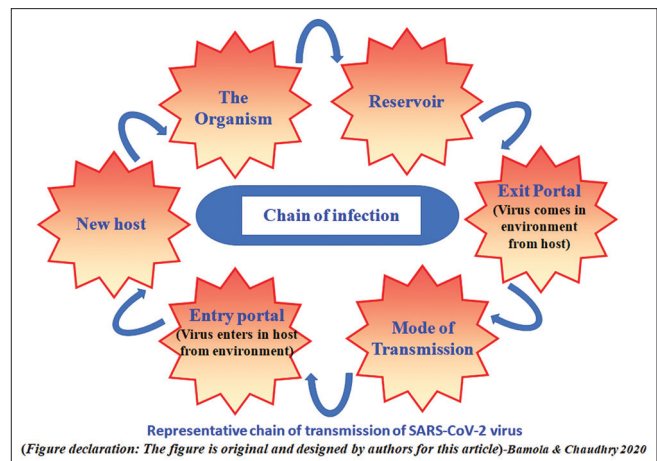 The
Organism
Reservoir
Exit Portal
(Virus comes in
environment
from host)
New host
Chain of infection
Entry portal
(Virus enters in host
from environment)
Mode of
Transmission
Representative chain of transmission of SARS-CoV-2 virus
(Figure declaration: The figure is original and designed by authors for this article)-Bamola & Chaudhry 2020